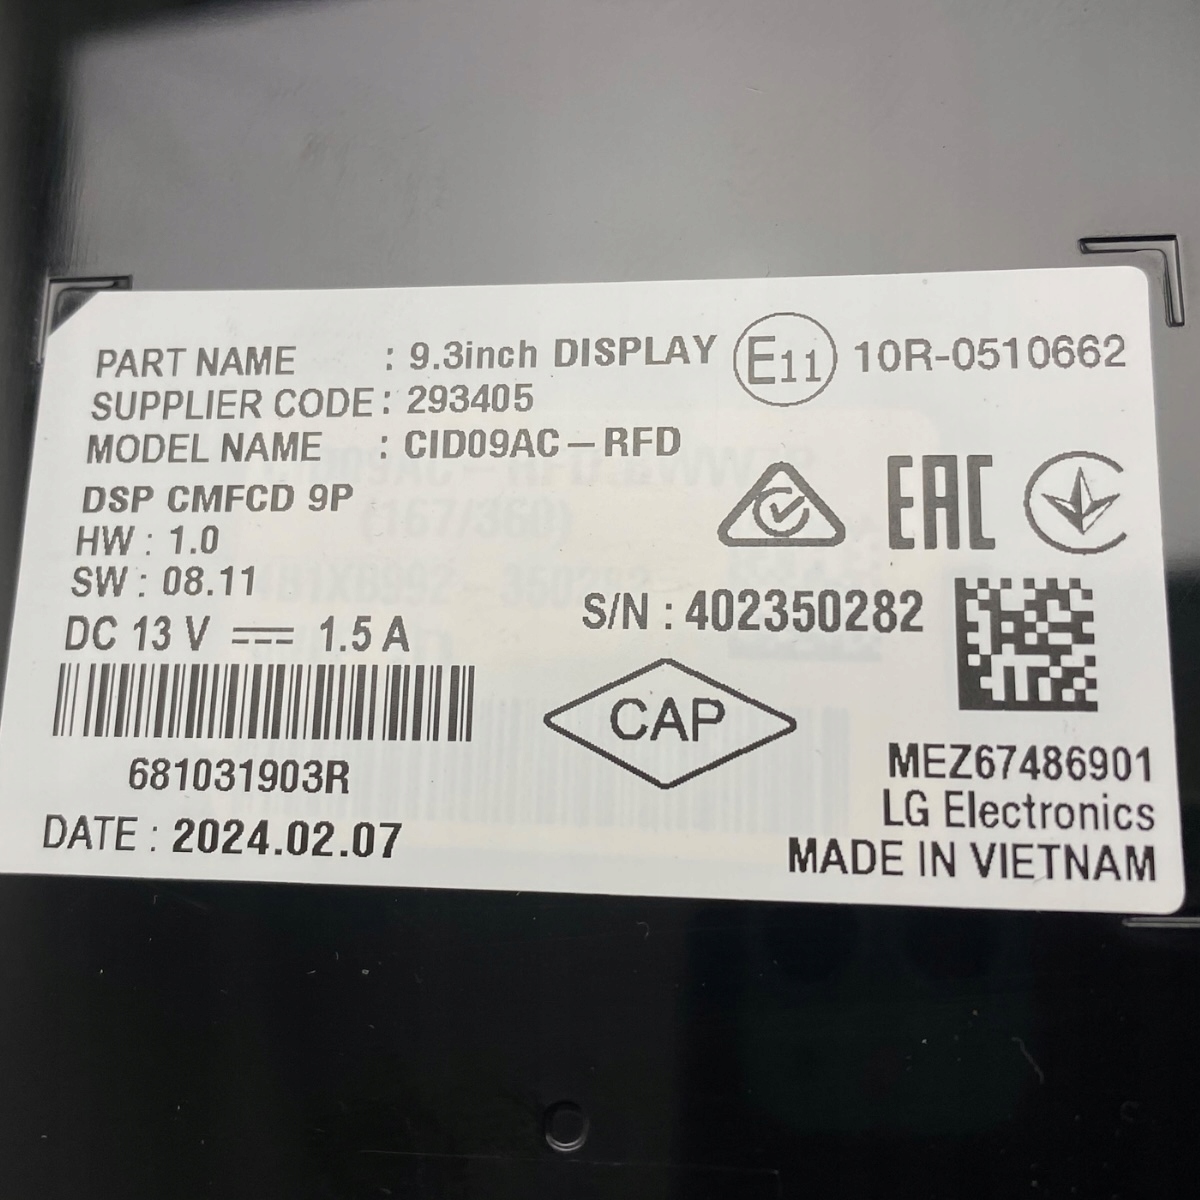 PART NAME : 9.3inch DISPLAY E11 10R-0510662
SUPPLIER CODE : 293405
MODEL NAME : CID09AC-RFD
DSP CMFCD 9P
HW : 1.0
SW : 08.11
DC 13 V 1.5 A
EAC
S/N : 402350282
681031903R
DATE : 2024.02.07
CAP
MEZ67486901
LG Electronics
MADE IN VIETNAM